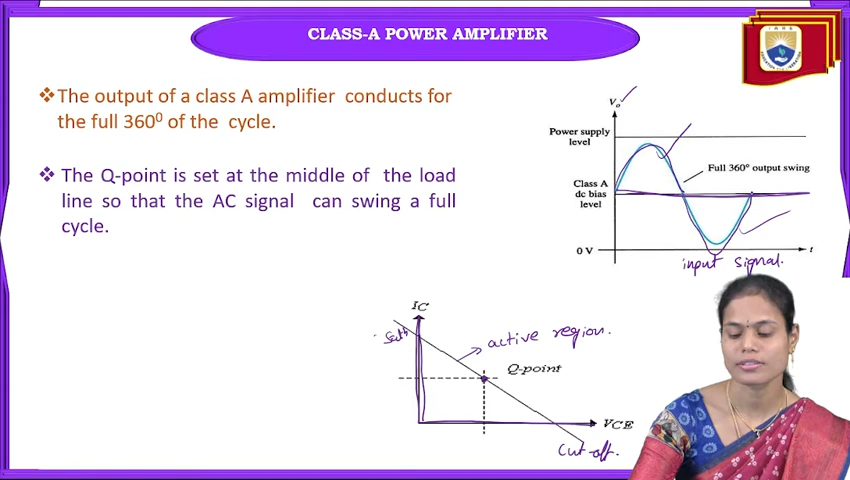 CLASS-A POWER AMPLIFIER
❖The output of a class A amplifier conducts for
the full 360⁰ of the cycle.
❖ The Q-point is set at the middle of the load
line so that the AC signal can swing a full
cycle.
Vo
Power supply
level
Full 360° output swing
Class A
dc bias
level
0 V
t
input signal.
IC
active region.
Q-point
VCE
cut-off.